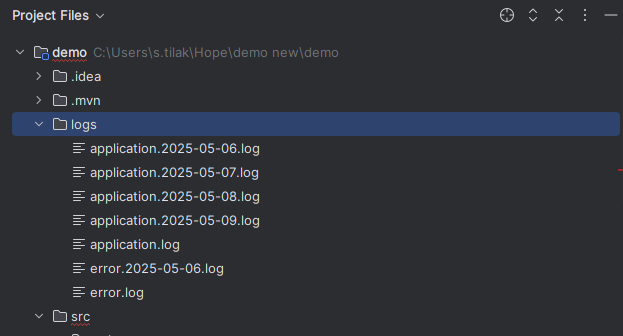 Project Files
demo C:\Users\s.tilak\Hope\demo new\demo
.idea
.mvn
logs
application.2025-05-06.log
application.2025-05-07.log
application.2025-05-08.log
application.2025-05-09.log
application.log
error.2025-05-06.log
error.log
src